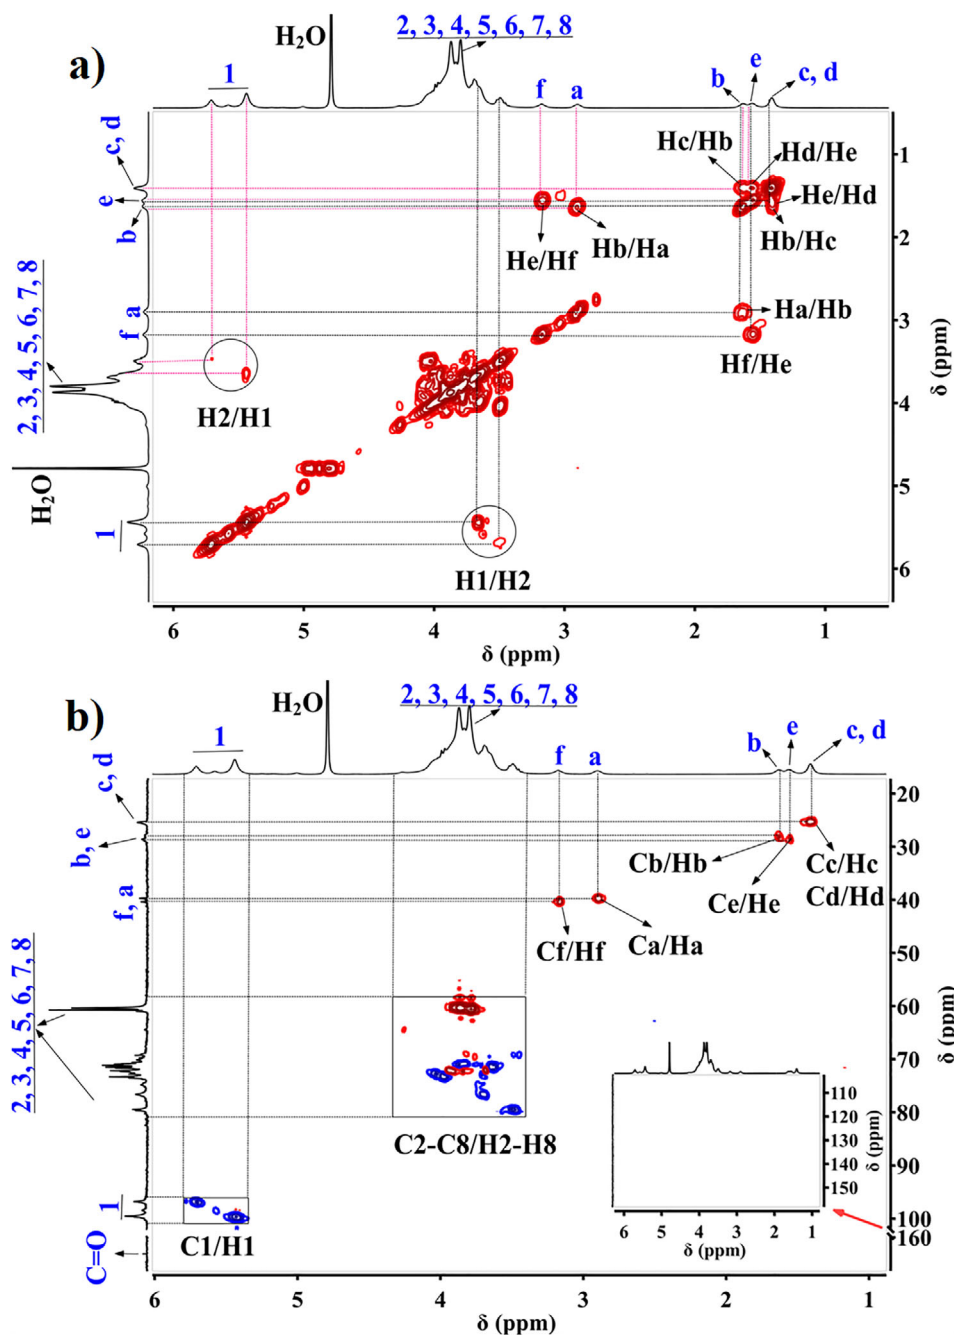 a)
H₂O
2, 3, 4, 5, 6, 7, 8
1
f
a
b
e
c, d
c, d
e
b
a
f
2, 3, 4, 5, 6, 7, 8
H₂O
1
Hc/Hb
Hd/He
He/Hd
Hb/Hc
He/Hf
Hb/Ha
Ha/Hb
Hf/He
H2/H1
H1/H2
1
2
3
4
5
6
δ (ppm)
6
4
3
2
1
δ (ppm)
b)
H₂O
2, 3, 4, 5, 6, 7, 8
1
f
a
b
e
c, d
c, d
b, e
f, a
2, 3, 4, 5, 6, 7, 8
1
C=O
Cb/Hb
Ce/He
Cc/Hc
Cd/Hd
Cf/Hf
Ca/Ha
C2-C8/H2-H8
C1/H1
20
30
40
50
60
70
80
90
100
160
δ (ppm)
110
120
130
140
150
δ (ppm)
6 5 4 3 2 1
δ (ppm)
6
5
4
3
2
1
δ (ppm)